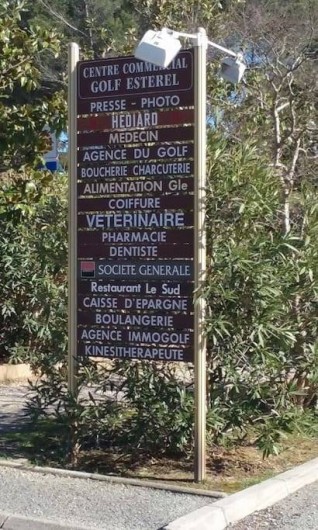 CENTRE COMMERCIAL
GOLF ESTEREL
PRESSE - PHOTO
HEDIARD
MEDECIN
AGENCE DU GOLF
BOUCHERIE CHARCUTERIE
ALIMENTATION Gle
COIFFURE
VETERINAIRE
PHARMACIE
DENTISTE
SOCIETE GENERALE
Restaurant Le Sud
CAISSE D'EPARGNE
BOULANGERIE
AGENCE IMMOGOLF
KINESITHERAPEUTE